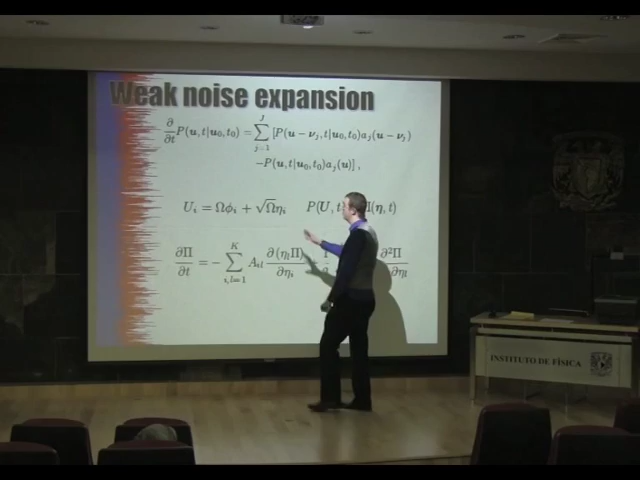 Weak noise expansion
∂/∂t P(u, t|u₀, t₀) = Σ_{j=1}^{J} [P(u − ν_j, t|u₀, t₀)a_j(u − ν_j)
−P(u, t|u₀, t₀)a_j(u)] ,
U_i = Ωφ_i + √Ω η_i P(U, t Π(η, t)
∂Π/∂t = − Σ_{i,l=1}^{K} A_{il} ∂(η_l Π)/∂η_i + 1 ∂²Π/∂η_l
INSTITUTO DE FÍSICA